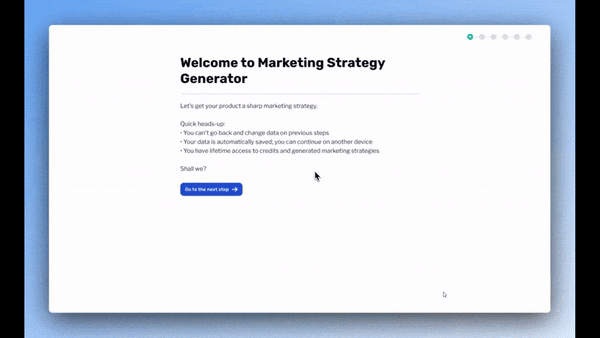 Welcome to Marketing Strategy
Generator
Let's get your product a sharp marketing strategy.
Quick heads-up:
• You can't go back and change data on previous steps
• Your data is automatically saved, you can continue on another device
• You have lifetime access to credits and generated marketing strategies
Shall we?
Go to the next step →